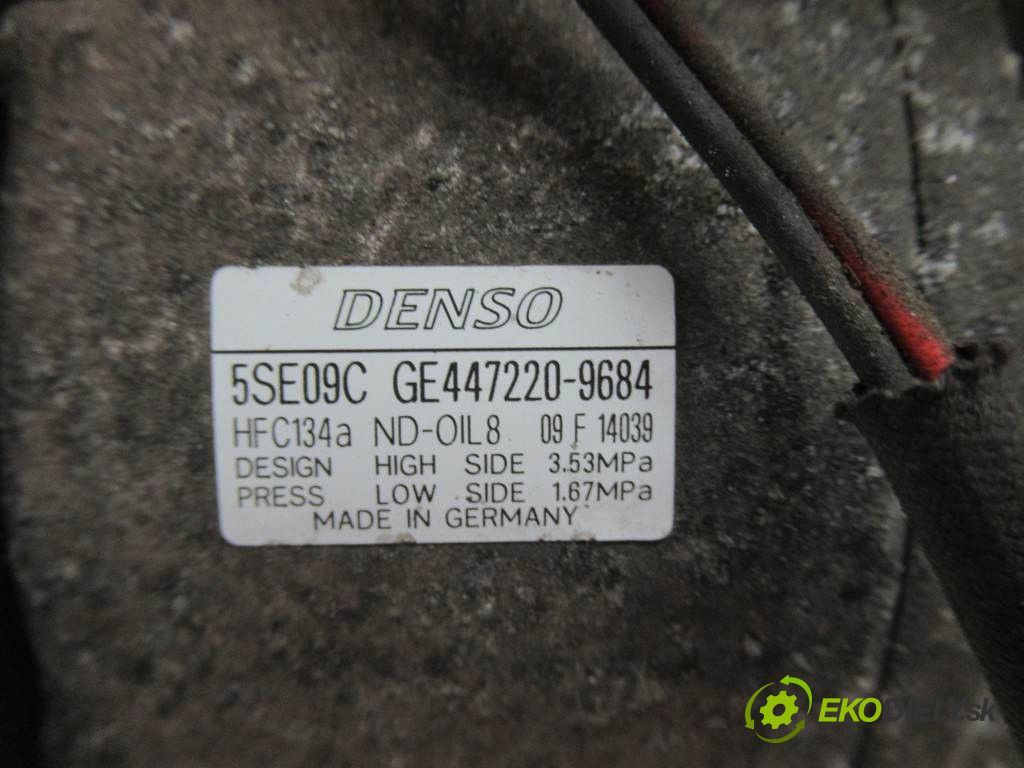 DENSO
5SE09C GE447220-9684
HFC134a ND-OIL8 09 F 14039
DESIGN HIGH SIDE 3.53MPa
PRESS LOW SIDE 1.67MPa
MADE IN GERMANY
EKODIELY.sk